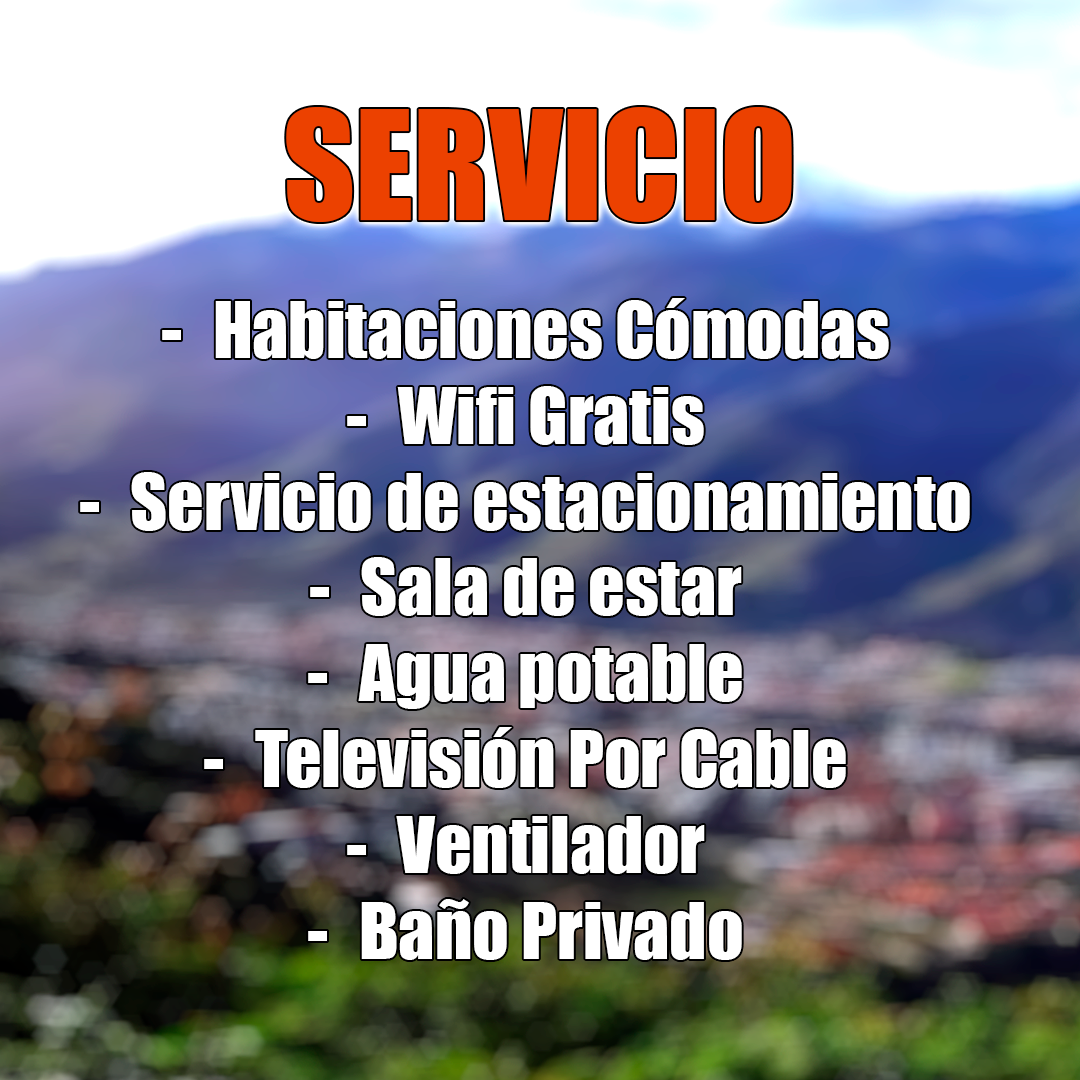 SERVICIO
- Habitaciones Cómodas
- Wifi Gratis
- Servicio de estacionamiento
- Sala de estar
- Agua potable
- Televisión Por Cable
- Ventilador
- Baño Privado